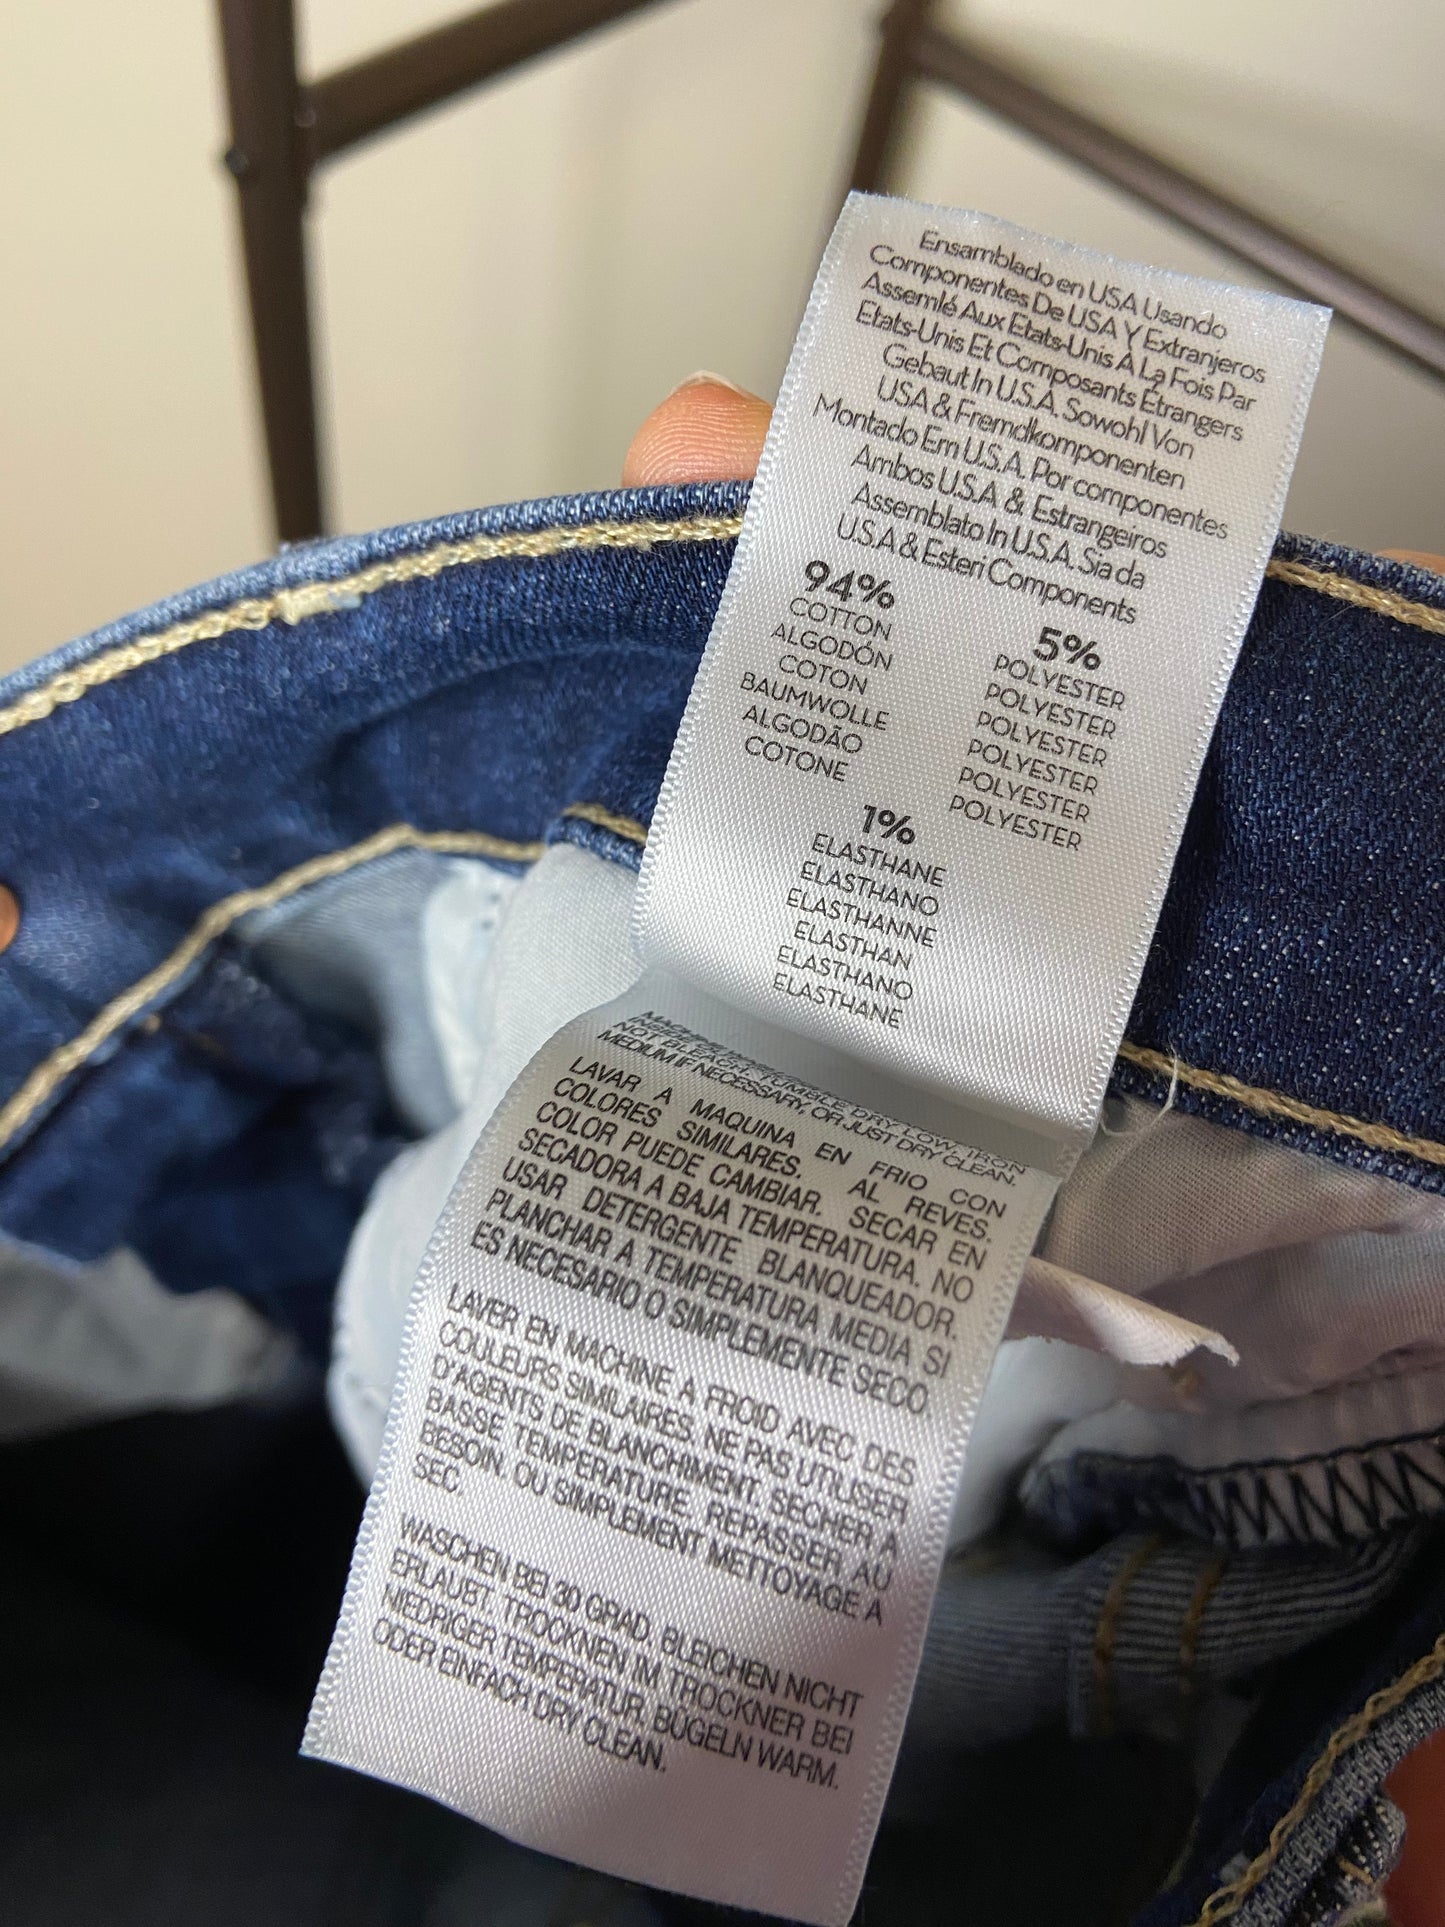 Ensamblado en USA Usando
Componentes De USA Y Extranjeros
Assemlé Aux Etats-Unis À La Fois Par
Etats-Unis Et Composants Étrangers
Gebaut In U.S.A. Sowohl Von
USA & Fremdkomponenten
Montado Em U.S.A. Por componentes
Ambos U.S.A & Estrangeiros
Assemblato In U.S.A. Sia da
U.S.A & Esteri Components
94%
COTTON
ALGODÓN
COTON
BAUMWOLLE
ALGODÃO
COTONE
5%
POLYESTER
POLYESTER
POLYESTER
POLYESTER
POLYESTER
POLYESTER
1%
ELASTHANE
ELASTHANO
ELASTHANNE
ELASTHAN
ELASTHANO
ELASTHANE
NOT BLEACH. TUMBLE DRY LOW. IRON
MEDIUM IF NECESSARY, OR JUST DRY CLEAN.
LAVAR A MAQUINA EN FRIO CON
COLORES SIMILARES. AL REVES.
COLOR PUEDE CAMBIAR. SECAR EN
SECADORA A BAJA TEMPERATURA. NO
USAR DETERGENTE BLANQUEADOR.
PLANCHAR A TEMPERATURA MEDIA SI
ES NECESARIO O SIMPLEMENTE SECO.
LAVER EN MACHINE A FROID AVEC DES
COULEURS SIMILAIRES. NE PAS UTILISER
D'AGENTS DE BLANCHIMENT. SECHER A
BASSE TEMPERATURE. REPASSER, AU
BESOIN. OU SIMPLEMENT METTOYAGE A
SEC.
WASCHEN BEI 30 GRAD. BLEICHEN NICHT
ERLAUBT. TROCKNEN IM TROCKNER BEI
NIEDRIGER TEMPERATUR. BÜGELN WARM.
ODER EINFACH DRY CLEAN.